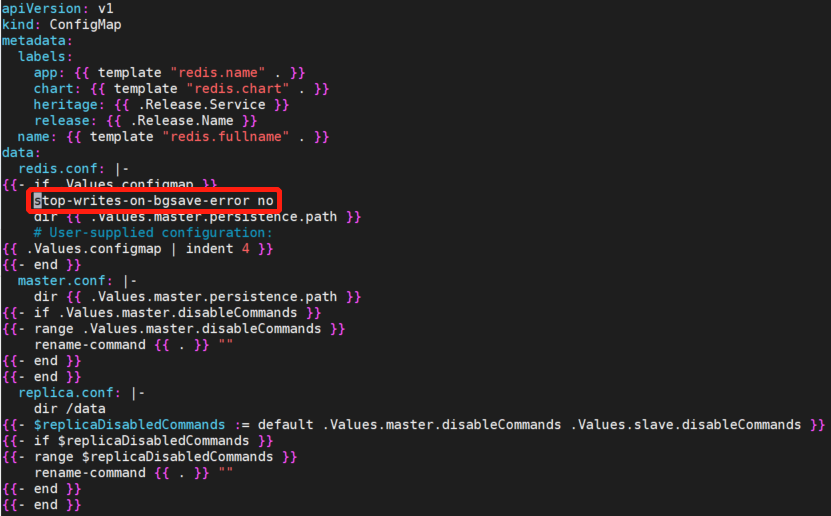 apiVersion: v1
kind: ConfigMap
metadata:
  labels:
    app: {{ template "redis.name" . }}
    chart: {{ template "redis.chart" . }}
    heritage: {{ .Release.Service }}
    release: {{ .Release.Name }}
  name: {{ template "redis.fullname" . }}
data:
  redis.conf: |-
{{- if .Values.configmap }}
    stop-writes-on-bgsave-error no
    dir {{ .Values.master.persistence.path }}
    # User-supplied configuration:
{{ .Values.configmap | indent 4 }}
{{- end }}
  master.conf: |-
    dir {{ .Values.master.persistence.path }}
{{- if .Values.master.disableCommands }}
{{- range .Values.master.disableCommands }}
    rename-command {{ . }} ""
{{- end }}
{{- end }}
  replica.conf: |-
    dir /data
{{- $replicaDisabledCommands := default .Values.master.disableCommands .Values.slave.disableCommands }}
{{- if $replicaDisabledCommands }}
{{- range $replicaDisabledCommands }}
    rename-command {{ . }} ""
{{- end }}
{{- end }}